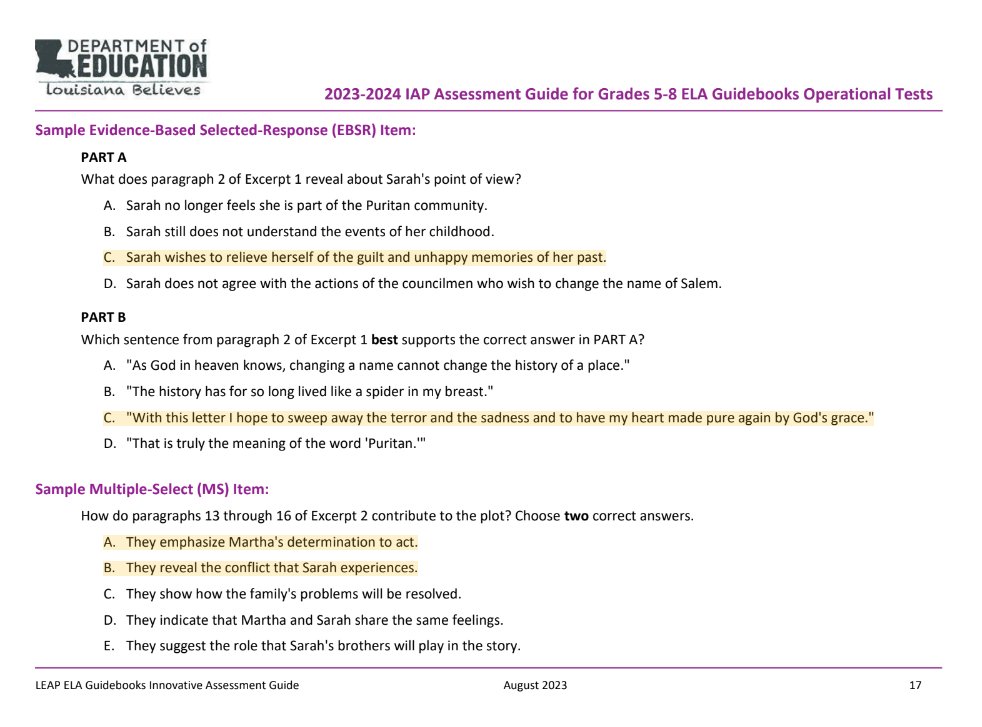 DEPARTMENT of
EDUCATION
Louisiana Believes
2023-2024 IAP Assessment Guide for Grades 5-8 ELA Guidebooks Operational Tests
Sample Evidence-Based Selected-Response (EBSR) Item:
PART A
What does paragraph 2 of Excerpt 1 reveal about Sarah's point of view?
A. Sarah no longer feels she is part of the Puritan community.
B. Sarah still does not understand the events of her childhood.
C. Sarah wishes to relieve herself of the guilt and unhappy memories of her past.
D. Sarah does not agree with the actions of the councilmen who wish to change the name of Salem.
PART B
Which sentence from paragraph 2 of Excerpt 1 best supports the correct answer in PART A?
A. "As God in heaven knows, changing a name cannot change the history of a place."
B. "The history has for so long lived like a spider in my breast."
C. "With this letter I hope to sweep away the terror and the sadness and to have my heart made pure again by God's grace."
D. "That is truly the meaning of the word 'Puritan.'"
Sample Multiple-Select (MS) Item:
How do paragraphs 13 through 16 of Excerpt 2 contribute to the plot? Choose two correct answers.
A. They emphasize Martha's determination to act.
B. They reveal the conflict that Sarah experiences.
C. They show how the family's problems will be resolved.
D. They indicate that Martha and Sarah share the same feelings.
E. They suggest the role that Sarah's brothers will play in the story.
LEAP ELA Guidebooks Innovative Assessment Guide August 2023 17